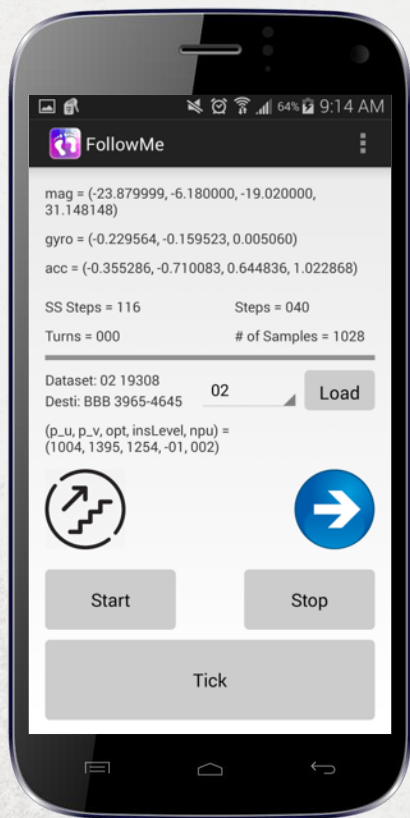 64% 9:14 AM
FollowMe
mag = (-23.879999, -6.180000, -19.020000,
31.148148)
gyro = (-0.229564, -0.159523, 0.005060)
acc = (-0.355286, -0.710083, 0.644836, 1.022868)
SS Steps = 116 Steps = 040
Turns = 000 # of Samples = 1028
Dataset: 02 19308
Desti: BBB 3965-4645
02 Load
(p_u, p_v, opt, insLevel, npu) =
(1004, 1395, 1254, -01, 002)
Start Stop
Tick